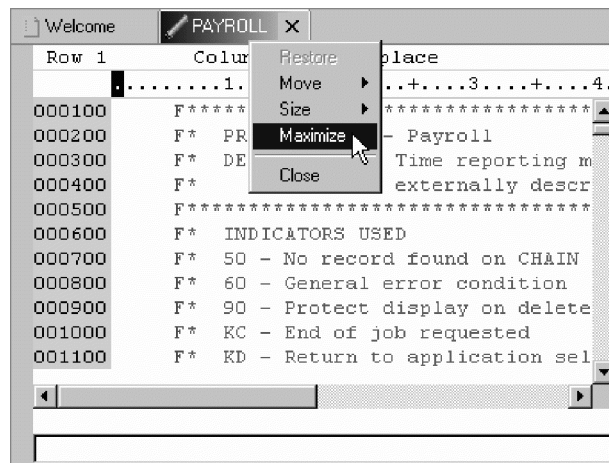 Welcome PAYROLL
Row 1 Colum place
.........1. ..+....3....+....4.
Restore
Move
Size
Maximize
Close
000100 F*****  *****************
000200 F* PR - Payroll
000300 F* DE Time reporting m
000400 F* externally descr
000500 F*********************************
000600 F* INDICATORS USED
000700 F* 50 - No record found on CHAIN
000800 F* 60 - General error condition
000900 F* 90 - Protect display on delete
001000 F* KC - End of job requested
001100 F* KD - Return to application sel